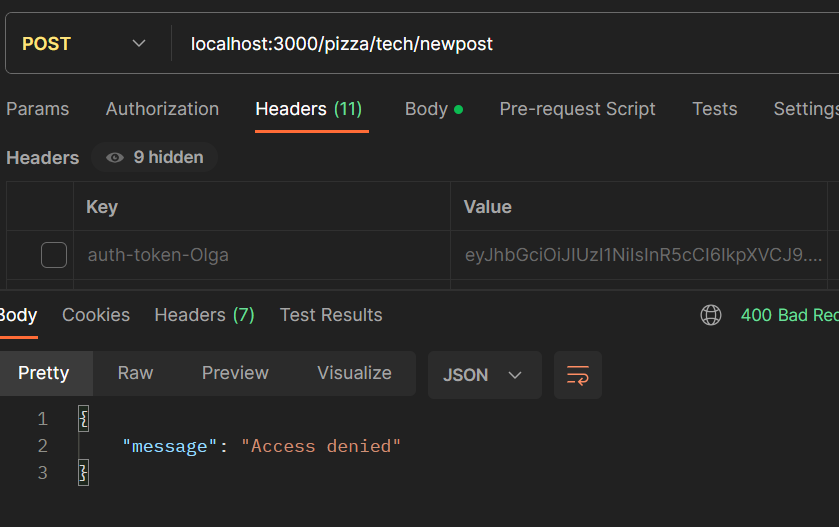 POST localhost:3000/pizza/tech/newpost
Params Authorization Headers (11) Body Pre-request Script Tests Settings
Headers 9 hidden
Key Value
auth-token-Olga eyJhbGciOiJIUzI1NiIsInR5cCI6IkpXVCJ9....
Body Cookies Headers (7) Test Results 400 Bad Rec
Pretty Raw Preview Visualize JSON
1 {
2 "message": "Access denied"
3 }